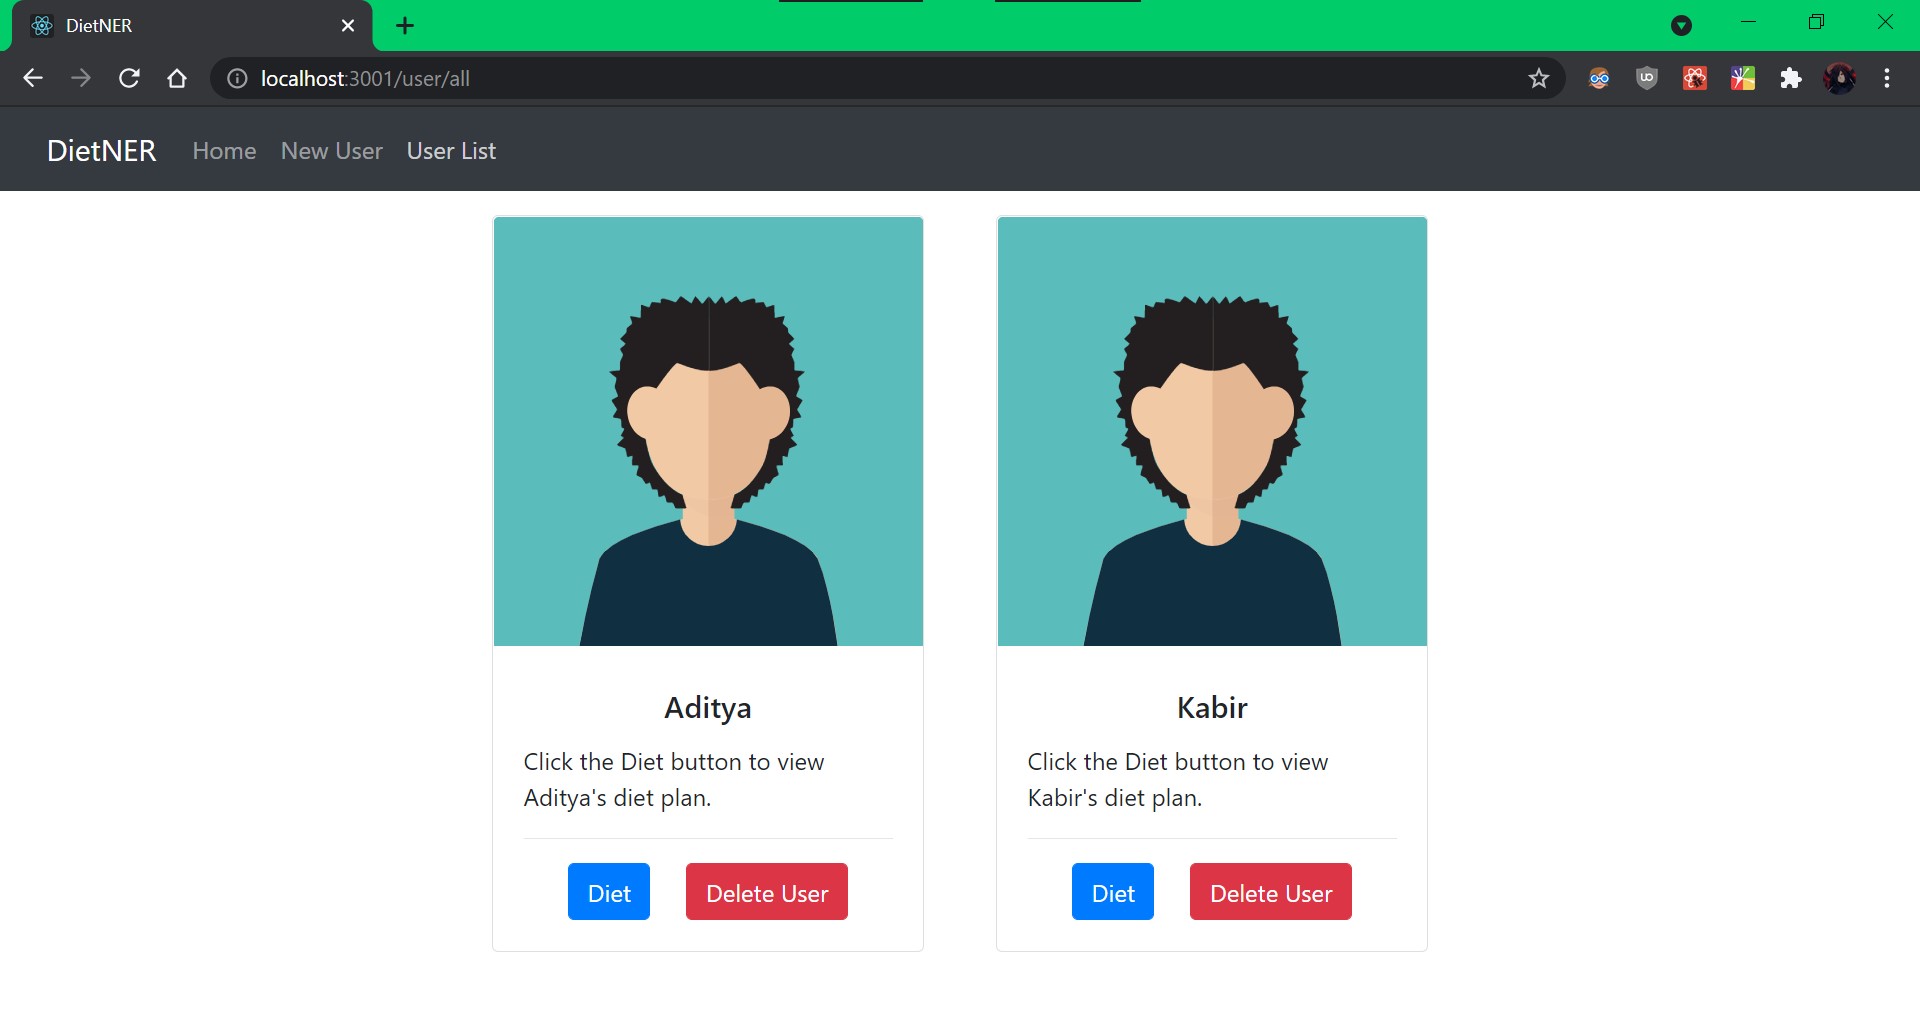 DietNER
localhost:3001/user/all
DietNER Home New User User List
Aditya
Click the Diet button to view
Aditya's diet plan.
Diet Delete User
Kabir
Click the Diet button to view
Kabir's diet plan.
Diet Delete User